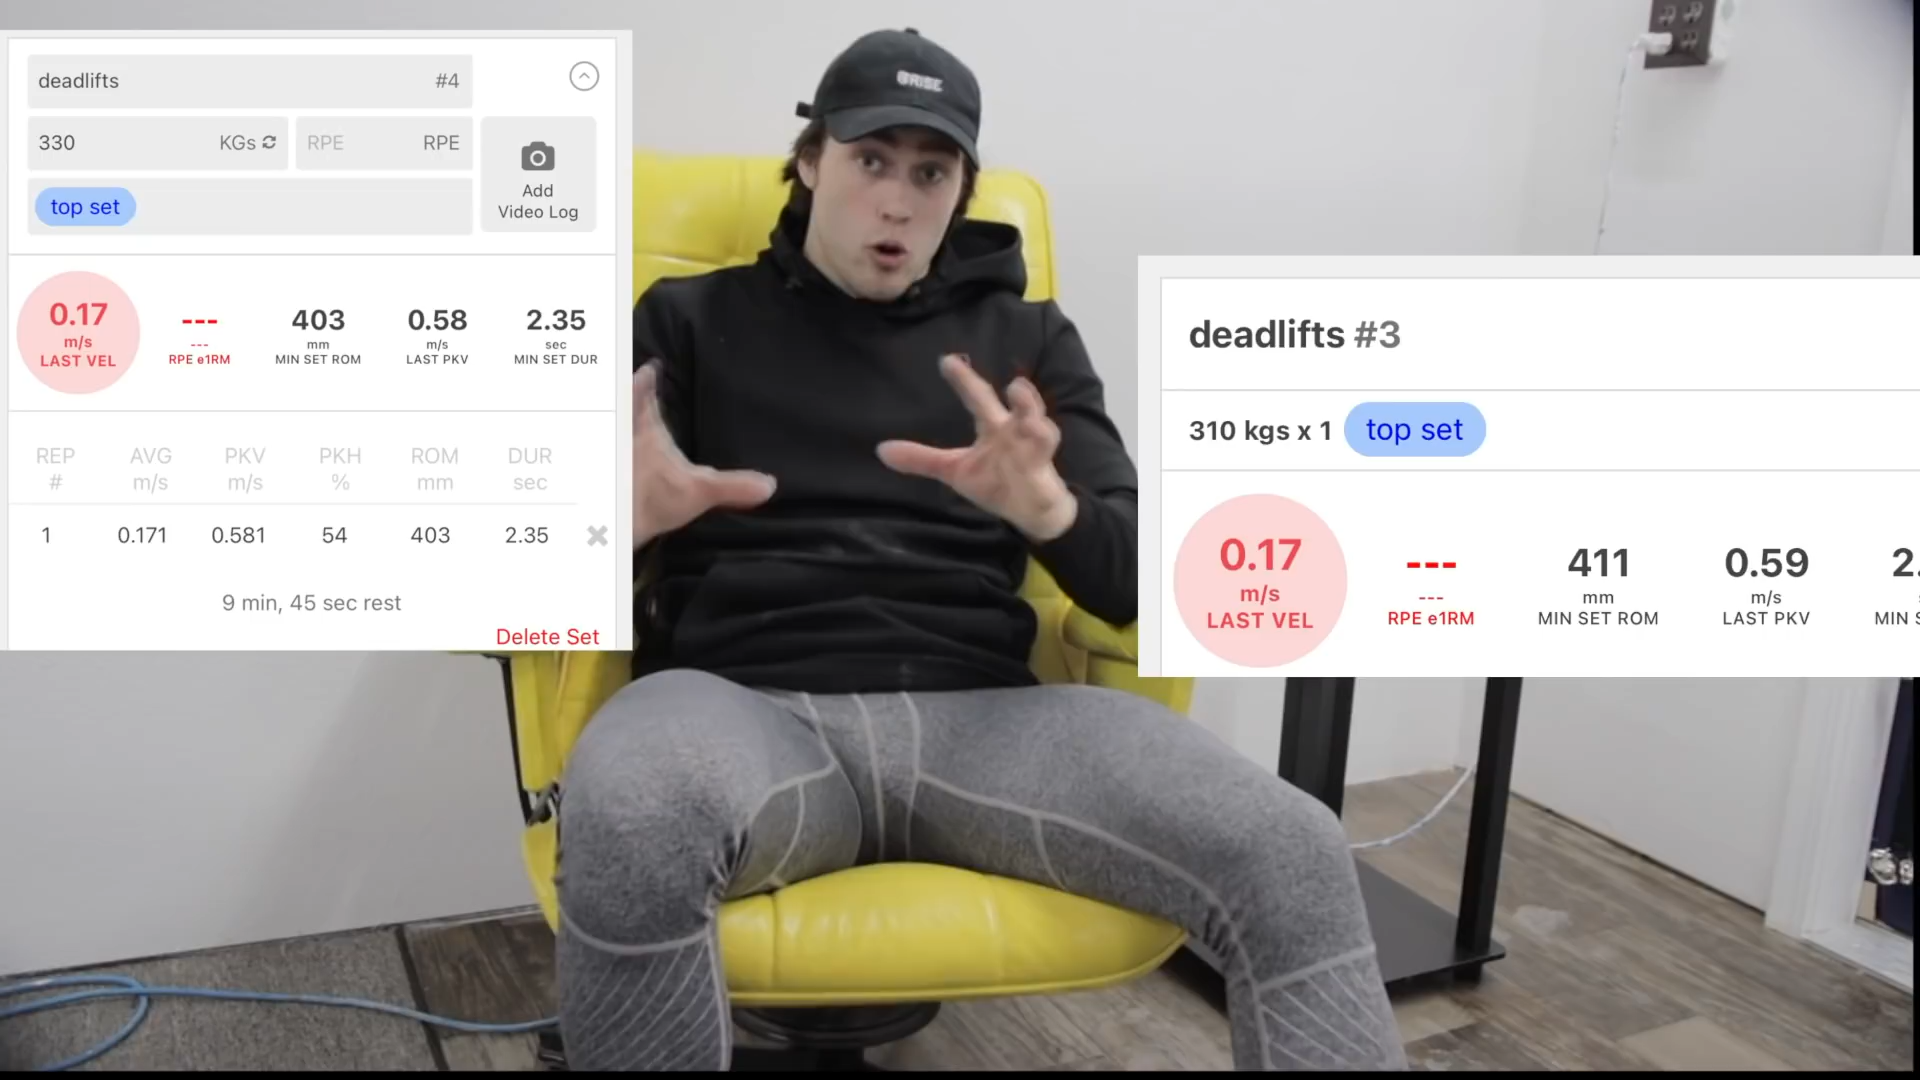 deadlifts #4
330 KGs RPE RPE
top set
Add
Video Log
0.17
m/s
LAST VEL
---
---
RPE e1RM
403
mm
MIN SET ROM
0.58
m/s
LAST PKV
2.35
sec
MIN SET DUR
REP AVG PKV PKH ROM DUR
# m/s m/s % mm sec
1 0.171 0.581 54 403 2.35
9 min, 45 sec rest
Delete Set
deadlifts #3
310 kgs x 1 top set
0.17
m/s
LAST VEL
---
---
RPE e1RM
411
mm
MIN SET ROM
0.59
m/s
LAST PKV
2.
MIN S